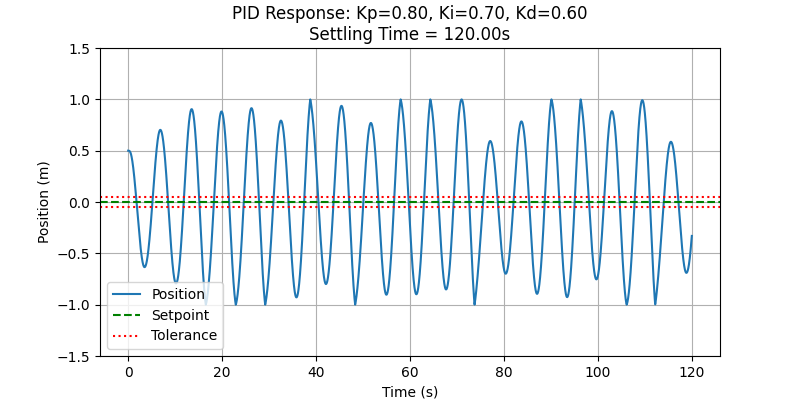 PID Response: Kp=0.80, Ki=0.70, Kd=0.60
Settling Time = 120.00s
1.5
1.0
0.5
0.0
−0.5
−1.0
−1.5
Position (m)
Position
Setpoint
Tolerance
0
20
40
60
80
100
120
Time (s)